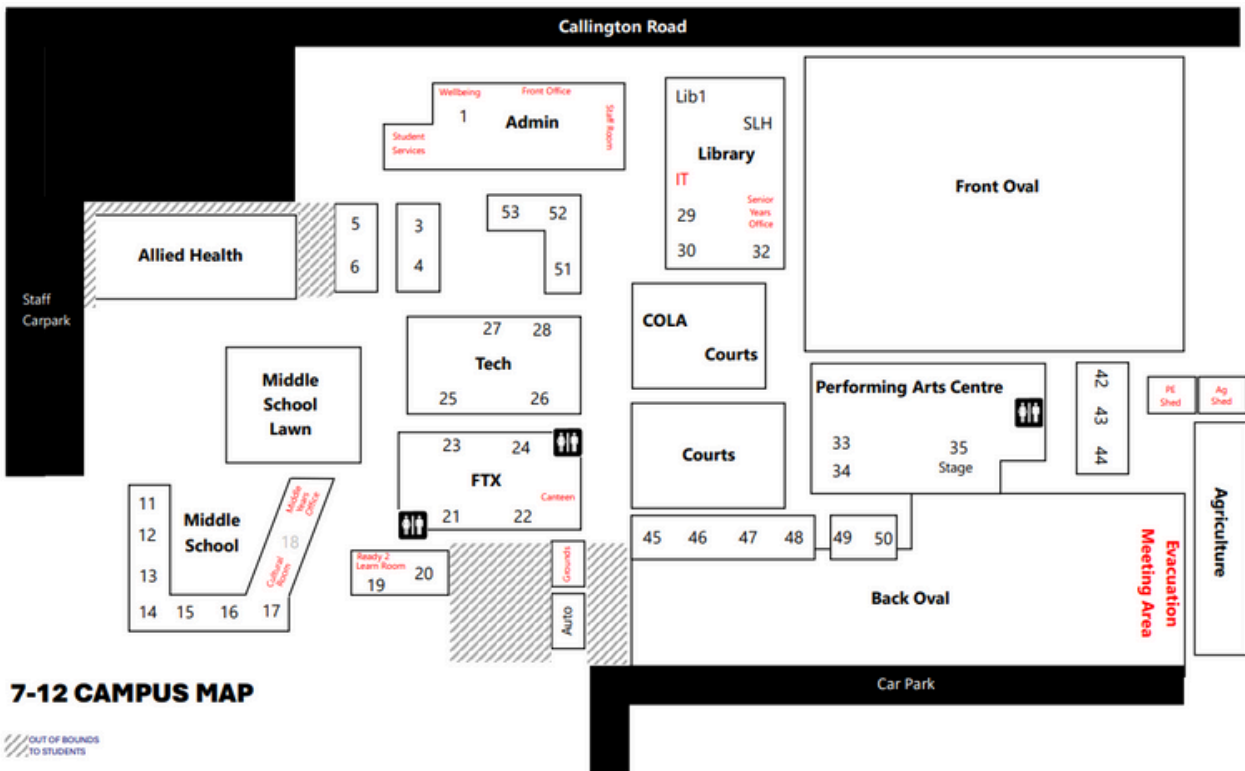 Callington Road
Wellbeing
Front Office
1
Admin
Staff Room
Student
Services
Lib1
SLH
Library
IT
Senior
Years
Office
29
30
32
Front Oval
Allied Health
5
6
3
4
53
52
51
Staff
Carpark
COLA
Courts
27
28
Tech
25
26
Middle
School
Lawn
Performing Arts Centre
33
34
35
Stage
42
43
44
PE
Shed
Ag
Shed
Agriculture
23
24
FTX
Canteen
21
22
Courts
11
12
13
14
15
16
17
Middle
School
Middle
Years
Office
18
Cultural
Room
Ready 2
Learn Room
19
20
Grounds
Auto
45
46
47
48
49
50
Back Oval
Evacuation
Meeting Area
Car Park
7-12 CAMPUS MAP
OUT OF BOUNDS
TO STUDENTS